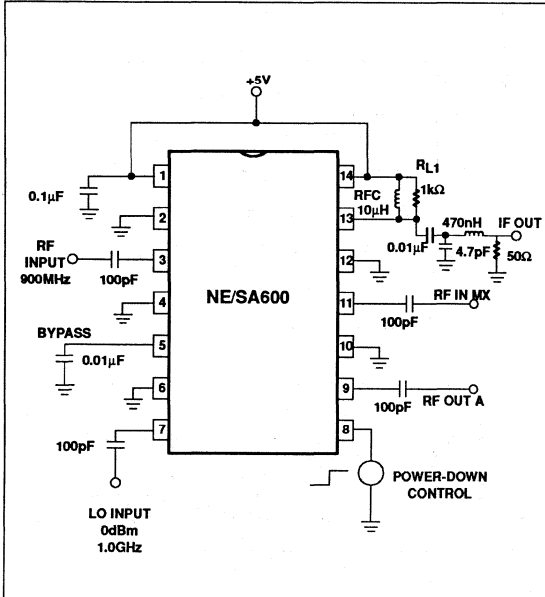 +5V
1
14
R L1
1kΩ
RFC
10μH
0.1μF
2
13
470nH
IF OUT
0.01μF
4.7pF
50Ω
RF
INPUT
900MHz
100pF
3
12
NE/SA600
4
11
RF IN MX
100pF
BYPASS
0.01μF
5
10
6
9
100pF
RF OUT A
100pF
7
8
POWER-DOWN
CONTROL
LO INPUT
0dBm
1.0GHz